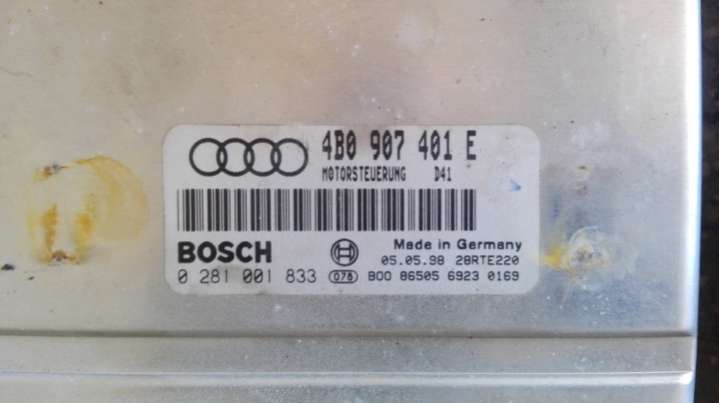 4B0 907 401 E
MOTORSTEUERUNG D41
BOSCH
Made in Germany
05.05.98 28RTE220
0 281 001 833 078 B00 86505 6923 0169